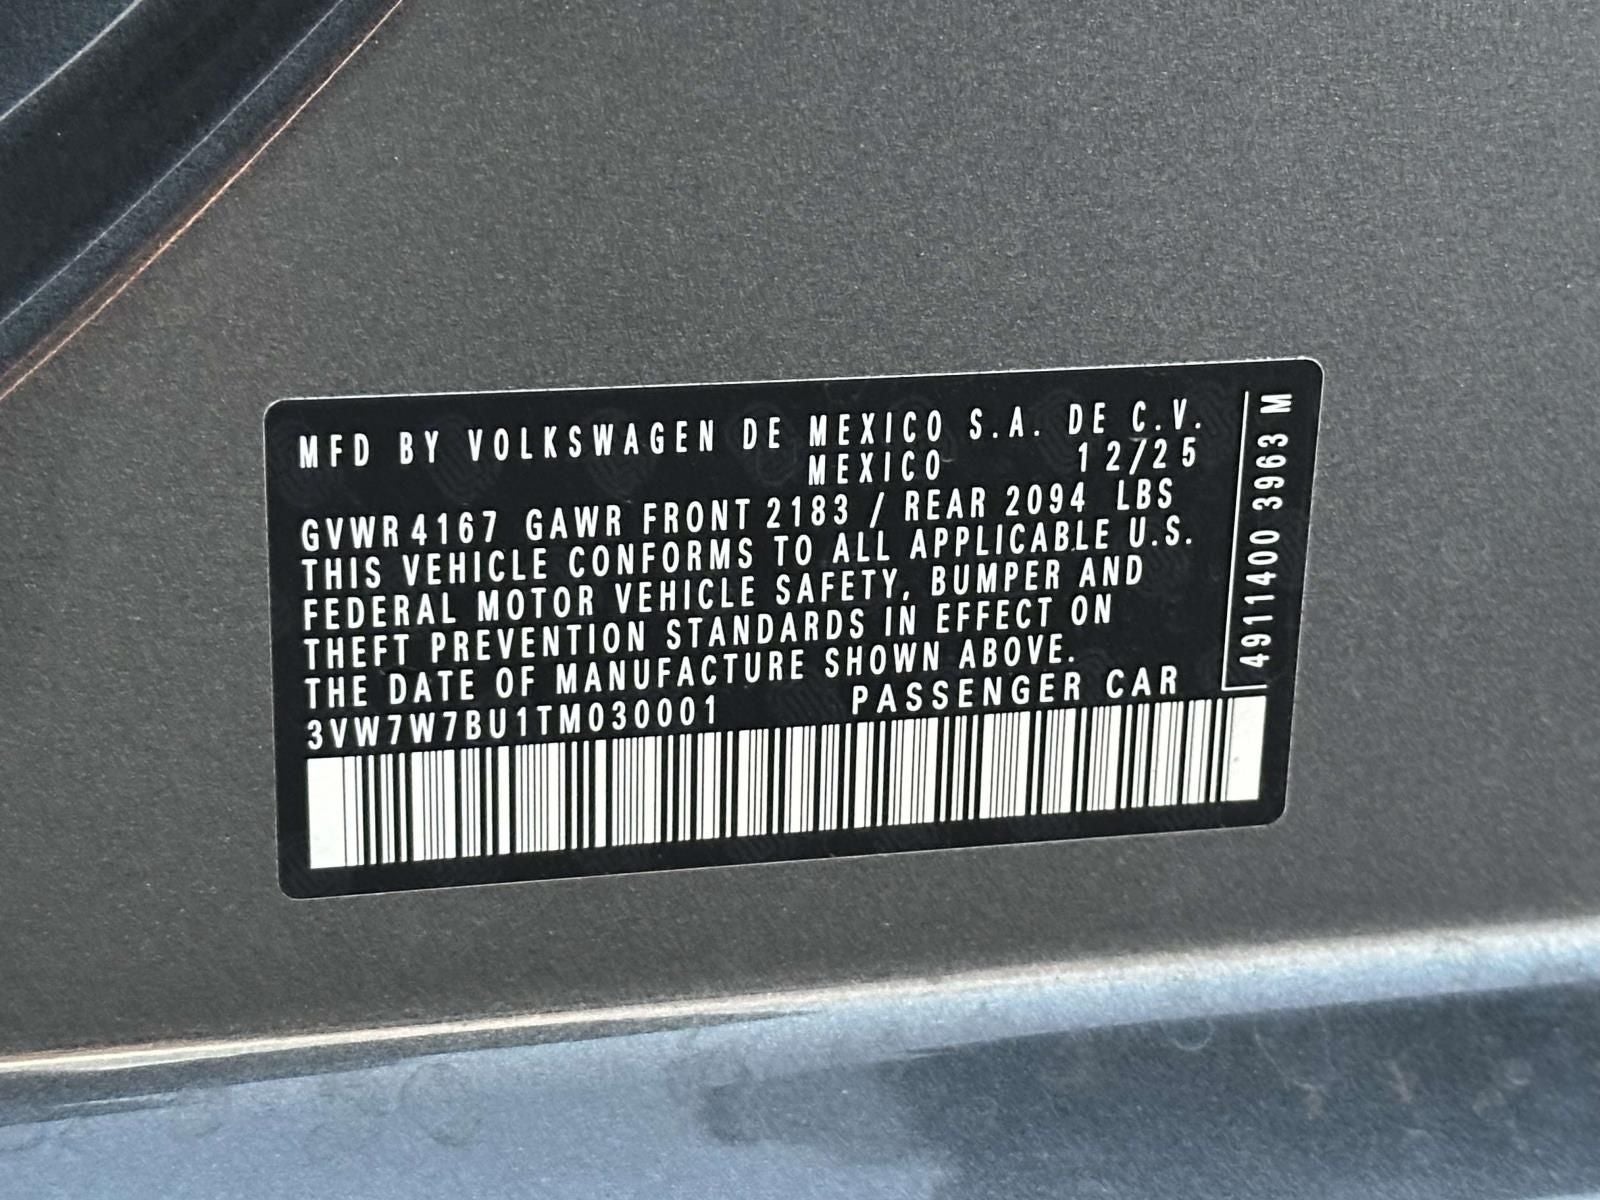 MFD BY VOLKSWAGEN DE MEXICO S.A. DE C.V.
MEXICO 12/25
GVWR 4167 GAWR FRONT 2183 / REAR 2094 LBS
THIS VEHICLE CONFORMS TO ALL APPLICABLE U.S.
FEDERAL MOTOR VEHICLE SAFETY, BUMPER AND
THEFT PREVENTION STANDARDS IN EFFECT ON
THE DATE OF MANUFACTURE SHOWN ABOVE.
3VW7W7BU1TM030001 PASSENGER CAR
4911400 3963 M